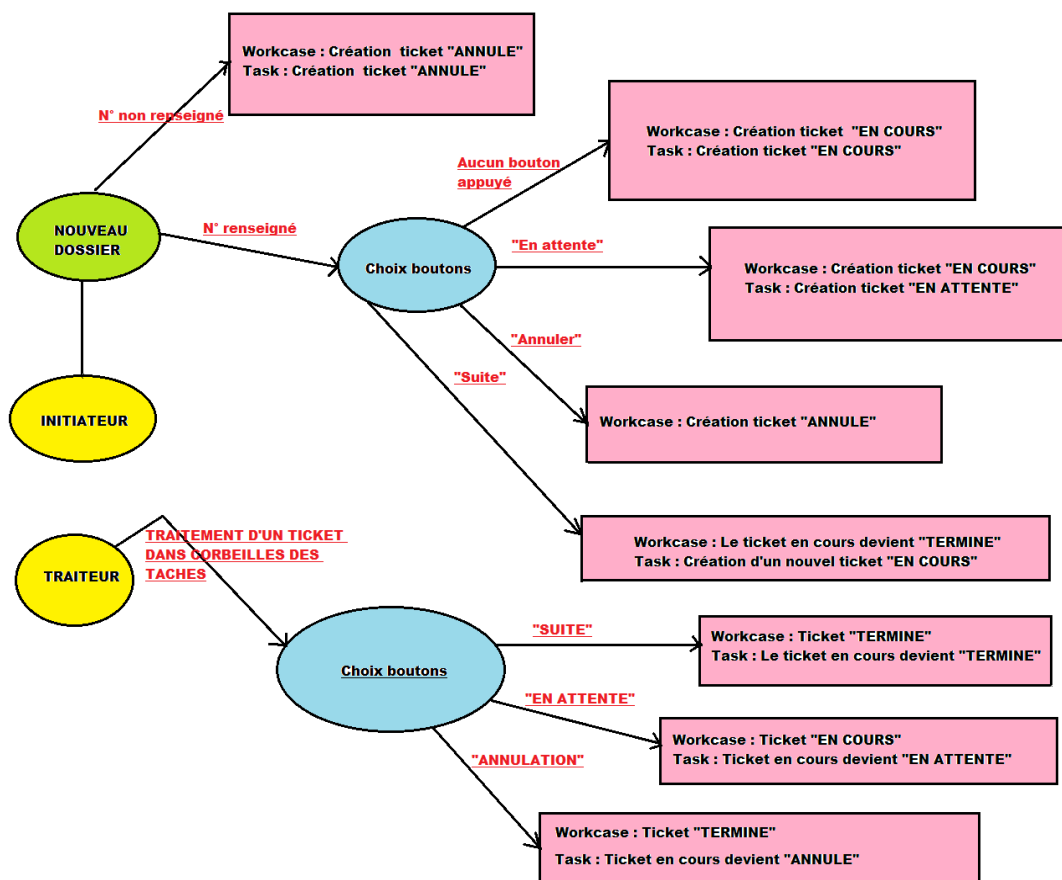 Workcase : Création  ticket "ANNULE"
Task : Création  ticket "ANNULE"
N° non renseigné
Workcase : Création ticket  "EN COURS"
Task : Création ticket "EN COURS"
Aucun bouton
appuyé
NOUVEAU
DOSSIER
N° renseigné
Choix boutons
"En attente"
Workcase : Création ticket "EN COURS"
Task : Création ticket "EN ATTENTE"
"Annuler"
"Suite"
Workcase : Création ticket "ANNULE"
INITIATEUR
Workcase : Le ticket en cours devient "TERMINE"
Task : Création d'un nouvel ticket "EN COURS"
TRAITEUR
TRAITEMENT D'UN TICKET
DANS CORBEILLES DES
TACHES
Choix boutons
"SUITE"
Workcase : Ticket "TERMINE"
Task : Le ticket en cours devient "TERMINE"
"EN ATTENTE"
Workcase : Ticket "EN COURS"
Task : Ticket en cours devient "EN ATTENTE"
"ANNULATION"
Workcase : Ticket "TERMINE"
Task : Ticket en cours devient "ANNULE"